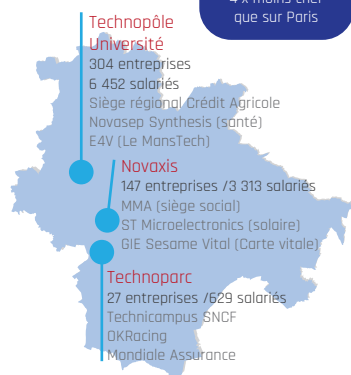 4 x moins cher
que sur Paris
Technopôle
Université
304 entreprises
6 452 salariés
Siège régional Crédit Agricole
Novasep Synthesis (santé)
E4V (Le MansTech)
Novaxis
147 entreprises /3 313 salariés
MMA (siège social)
ST Microelectronics (solaire)
GIE Sesame Vital (Carte vitale)
Technoparc
27 entreprises /629 salariés
Technicampus SNCF
OKRacing
Mondiale Assurance